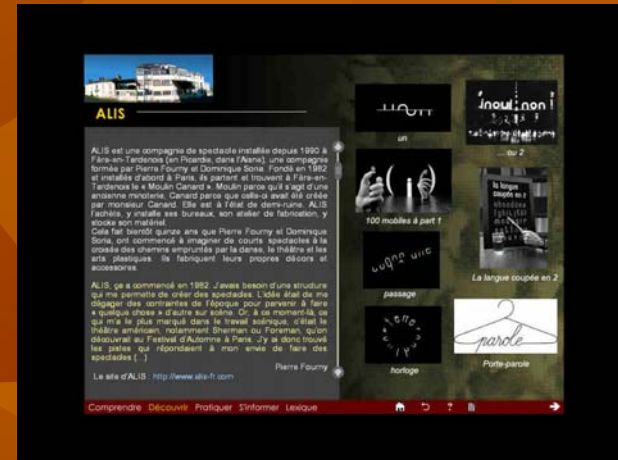 ALIS
ALIS est une compagnie de spectacle installée depuis 1990 à
Fère-en-Tardenois (en Picardie, dans l'Aisne), une compagnie
formée par Pierre Fourny et Dominique Soria. Fondé en 1982
et installés d'abord à Paris, ils partent et trouvent à Fère-en-
Tardenois le « Moulin Canard ». Moulin parce qu'il s'agit d'une
ancienne minoterie, Canard parce que celle-ci avait été créée
par monsieur Canard. Elle est à l'état de demi-ruine. ALIS
l'achète, y installe ses bureaux, son atelier de fabrication, y
stocke son matériel.
Cela fait bientôt quinze ans que Pierre Fourny et Dominique
Soria, ont commencé à imaginer de courts spectacles à la
croisée des chemins empruntés par la danse, le théâtre et les
arts plastiques. Ils fabriquent leurs propres décors et
accessoires.
ALIS, ça a commencé en 1982. J'avais besoin d'une structure
qui me permette de créer des spectacles. L'idée était de me
dégager des contraintes de l'époque pour parvenir à faire
« quelque chose » d'autre sur scène. Or, à ce moment-là, ce
qui m'a le plus marqué dans le travail scénique, c'était le
théâtre américain, notamment Sherman ou Foreman, qu'on
découvrait au Festival d'Automne à Paris. J'y ai donc trouvé
les pistes qui répondaient à mon envie de faire des
spectacles [...]
Pierre Fourny
Le site d'ALIS : http://www.alis-fr.com
un
inouï non !
... ou 2
100 mobiles à part 1
la langue
coupée en 2
La langue coupée en 2
passage
horloge
parole
Porte-parole
Comprendre Découvrir Pratiquer S'informer Lexique
?